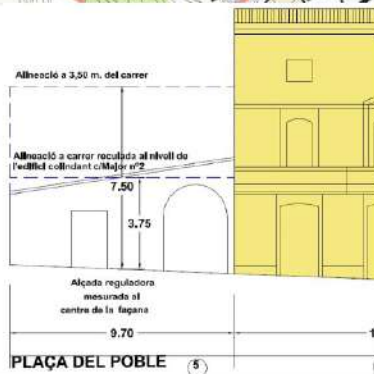 Alineació a 3,50 m. del carrer
Alineació a carrer reculada al nivell de
l'edifici colindant c/Major nº2
7.50
3.75
Alçada reguladora
mesurada al
centre de la façana
9.70
1
PLAÇA DEL POBLE
5